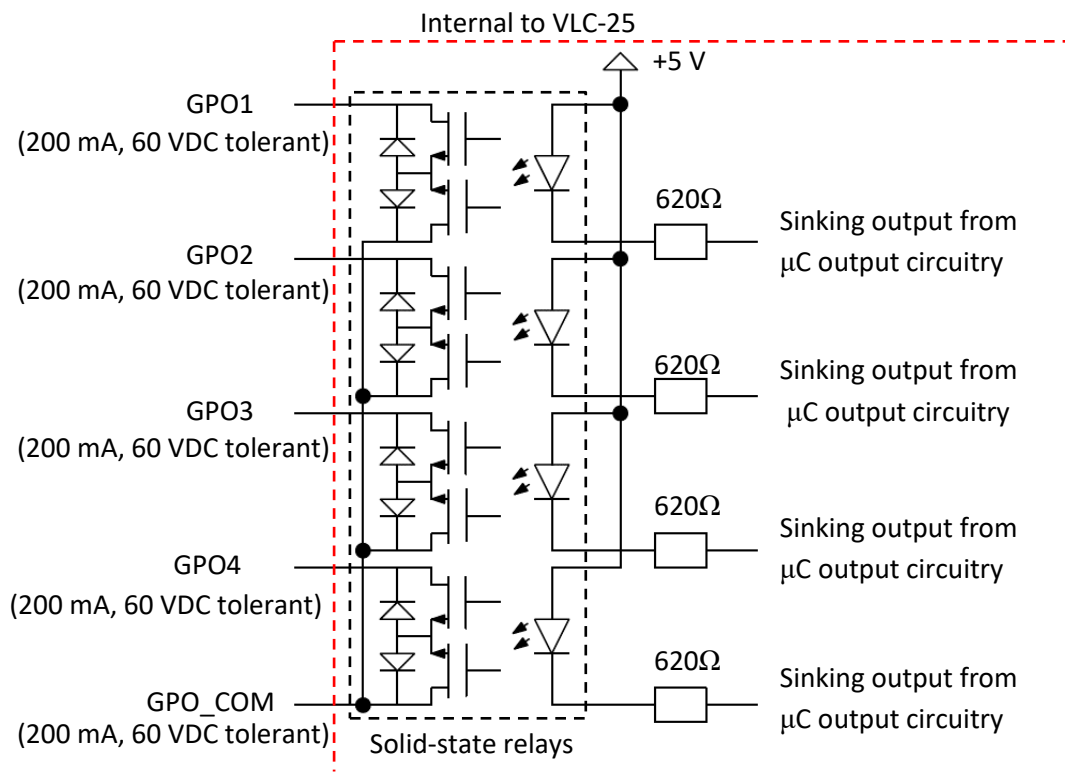 Internal to VLC-25
+5 V
GPO1
(200 mA, 60 VDC tolerant)
620Ω
Sinking output from
μC output circuitry
GPO2
(200 mA, 60 VDC tolerant)
620Ω
Sinking output from
μC output circuitry
GPO3
(200 mA, 60 VDC tolerant)
620Ω
Sinking output from
μC output circuitry
GPO4
(200 mA, 60 VDC tolerant)
620Ω
Sinking output from
μC output circuitry
GPO_COM
(200 mA, 60 VDC tolerant)
Solid-state relays